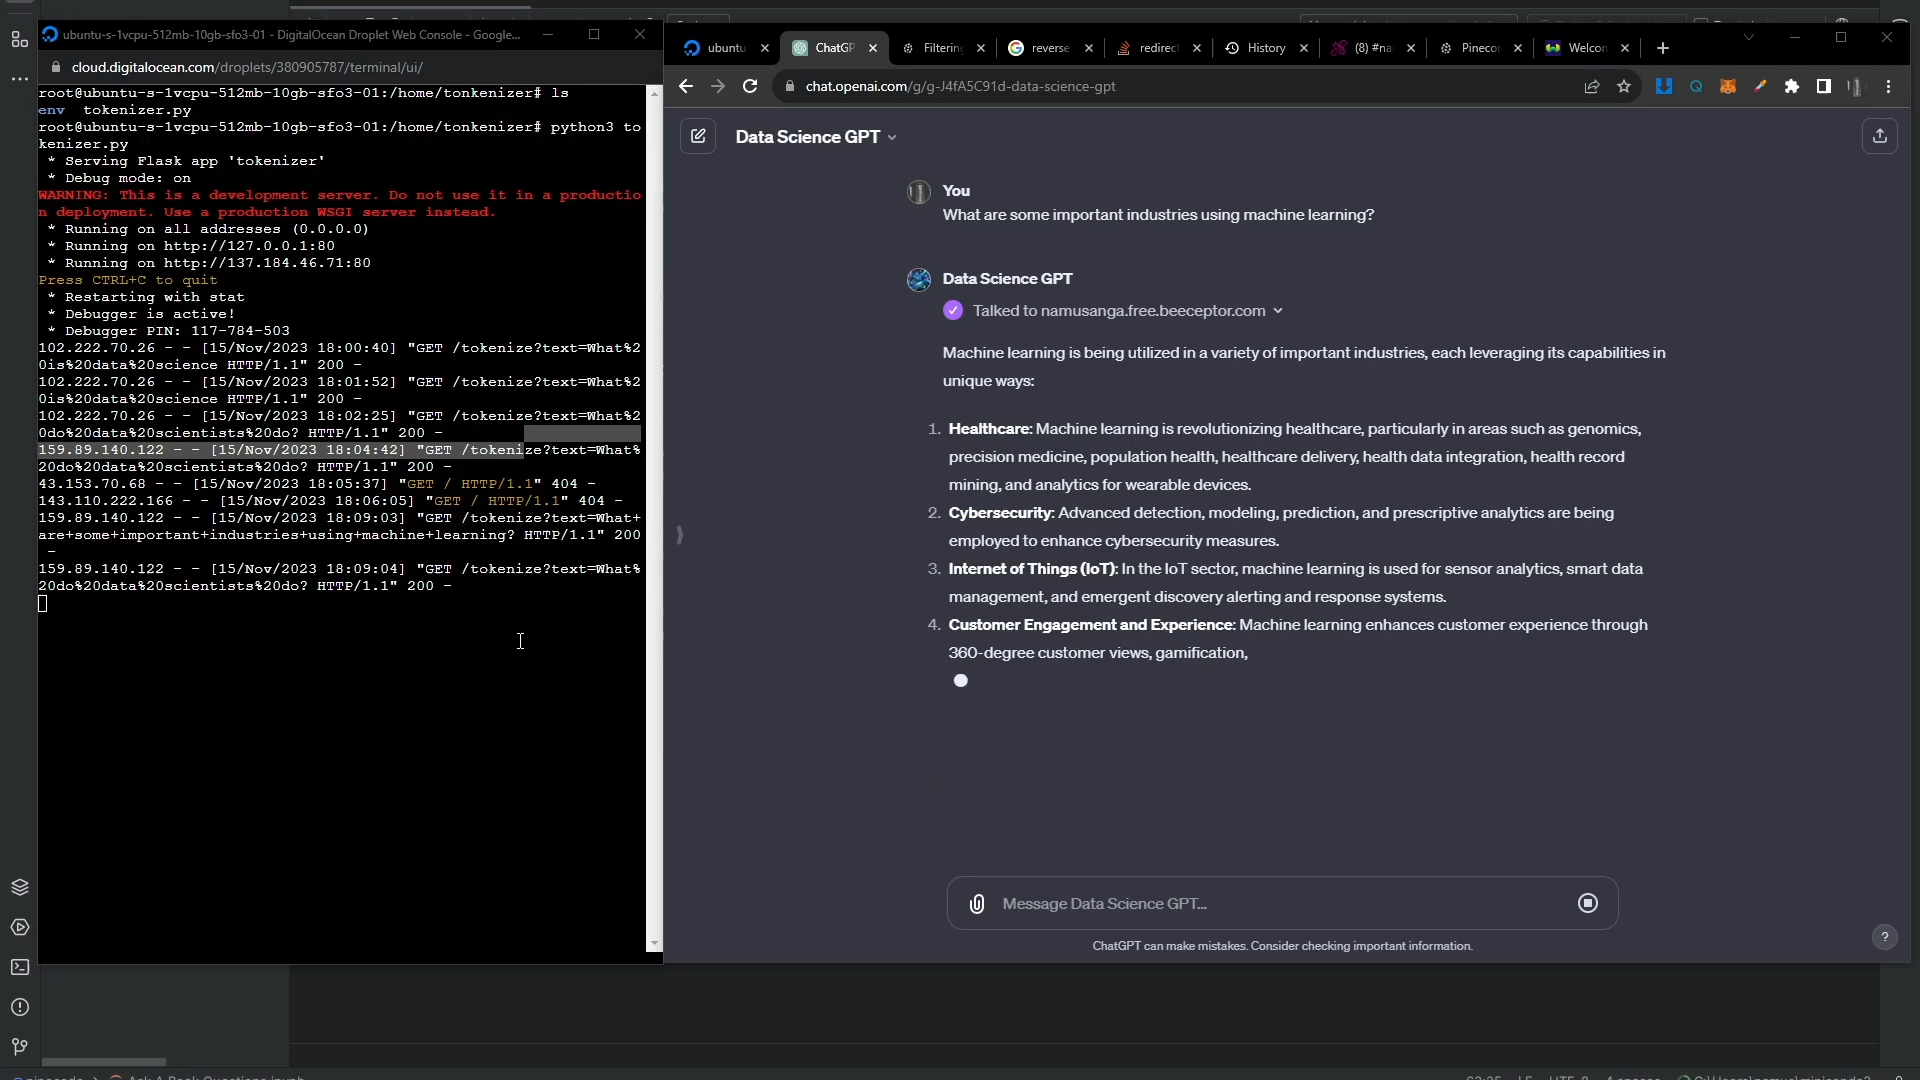 ubuntu-s-1vcpu-512mb-10gb-sfo3-01 - DigitalOcean Droplet Web Console - Google...
cloud.digitalocean.com/droplets/380905787/terminal/ui/
root@ubuntu-s-1vcpu-512mb-10gb-sfo3-01:/home/tonkenizer# ls
env  tokenizer.py
root@ubuntu-s-1vcpu-512mb-10gb-sfo3-01:/home/tonkenizer# python3 to
kenizer.py
* Serving Flask app 'tokenizer'
* Debug mode: on
WARNING: This is a development server. Do not use it in a productio
n deployment. Use a production WSGI server instead.
* Running on all addresses (0.0.0.0)
* Running on http://127.0.0.1:80
* Running on http://137.184.46.71:80
Press CTRL+C to quit
* Restarting with stat
* Debugger is active!
* Debugger PIN: 117-784-503
102.222.70.26 - - [15/Nov/2023 18:00:40] "GET /tokenize?text=What%2
0is%20data%20science HTTP/1.1" 200 -
102.222.70.26 - - [15/Nov/2023 18:01:52] "GET /tokenize?text=What%2
0is%20data%20science HTTP/1.1" 200 -
102.222.70.26 - - [15/Nov/2023 18:02:25] "GET /tokenize?text=What%2
0do%20data%20scientists%20do? HTTP/1.1" 200 -
159.89.140.122 - - [15/Nov/2023 18:04:42] "GET /tokenize?text=What%
20do%20data%20scientists%20do? HTTP/1.1" 200 -
43.153.70.68 - - [15/Nov/2023 18:05:37] "GET / HTTP/1.1" 404 -
143.110.222.166 - - [15/Nov/2023 18:06:05] "GET / HTTP/1.1" 404 -
159.89.140.122 - - [15/Nov/2023 18:09:03] "GET /tokenize?text=What+
are+some+important+industries+using+machine+learning? HTTP/1.1" 200
-
159.89.140.122 - - [15/Nov/2023 18:09:04] "GET /tokenize?text=What%
20do%20data%20scientists%20do? HTTP/1.1" 200 -
ubuntu ChatGP Filtering reverse redirec History (8) #na Pinecon Welcon
chat.openai.com/g/g-J4fA5C91d-data-science-gpt
Data Science GPT
You
What are some important industries using machine learning?
Data Science GPT
Talked to namusanga.free.beeceptor.com
Machine learning is being utilized in a variety of important industries, each leveraging its capabilities in
unique ways:
1. Healthcare: Machine learning is revolutionizing healthcare, particularly in areas such as genomics,
precision medicine, population health, healthcare delivery, health data integration, health record
mining, and analytics for wearable devices.
2. Cybersecurity: Advanced detection, modeling, prediction, and prescriptive analytics are being
employed to enhance cybersecurity measures.
3. Internet of Things (IoT): In the IoT sector, machine learning is used for sensor analytics, smart data
management, and emergent discovery alerting and response systems.
4. Customer Engagement and Experience: Machine learning enhances customer experience through
360-degree customer views, gamification,
Message Data Science GPT...
ChatGPT can make mistakes. Consider checking important information.
?